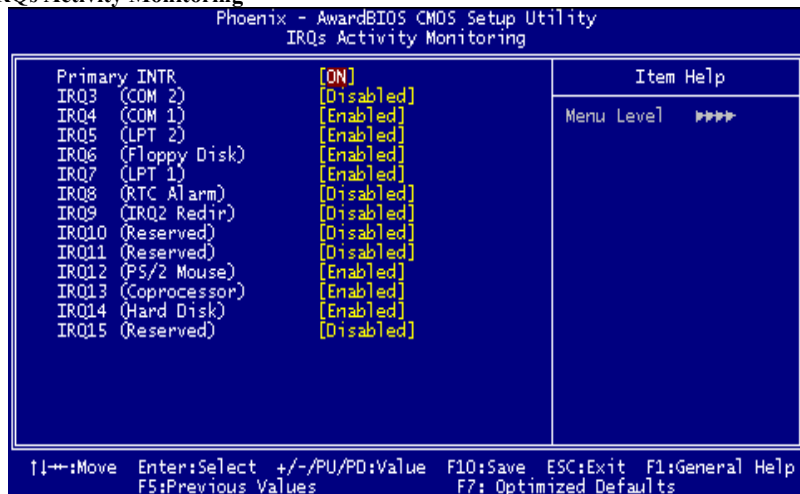 IRQs Activity Monitoring
Phoenix - AwardBIOS CMOS Setup Utility
IRQs Activity Monitoring
Primary INTR [ON]
IRQ3 (COM 2) [Disabled]
IRQ4 (COM 1) [Enabled]
IRQ5 (LPT 2) [Enabled]
IRQ6 (Floppy Disk) [Enabled]
IRQ7 (LPT 1) [Enabled]
IRQ8 (RTC Alarm) [Disabled]
IRQ9 (IRQ2 Redir) [Disabled]
IRQ10 (Reserved) [Disabled]
IRQ11 (Reserved) [Disabled]
IRQ12 (PS/2 Mouse) [Enabled]
IRQ13 (Coprocessor) [Enabled]
IRQ14 (Hard Disk) [Enabled]
IRQ15 (Reserved) [Disabled]
Item Help
Menu Level ►►►►
↑↓→←:Move Enter:Select +/-/PU/PD:Value F10:Save ESC:Exit F1:General Help
F5:Previous Values F7: Optimized Defaults